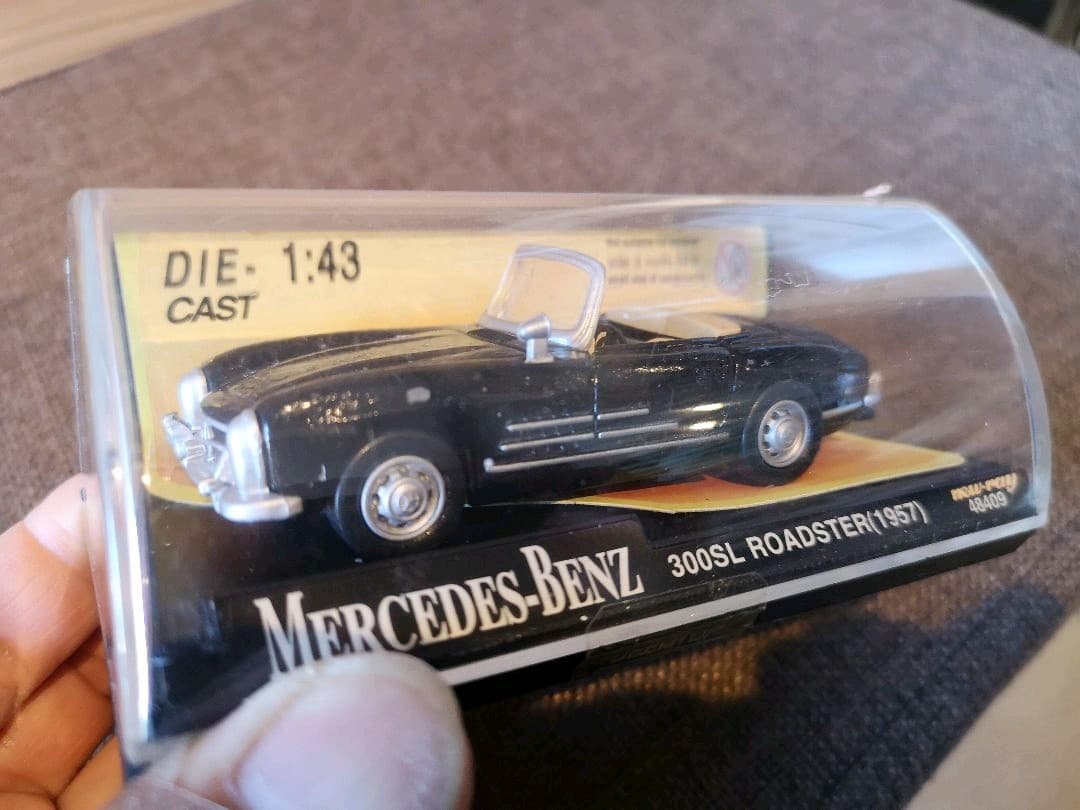 DIE- 1:43
CAST
MERCEDES-BENZ
300SL ROADSTER(1957)
new-ray
48409